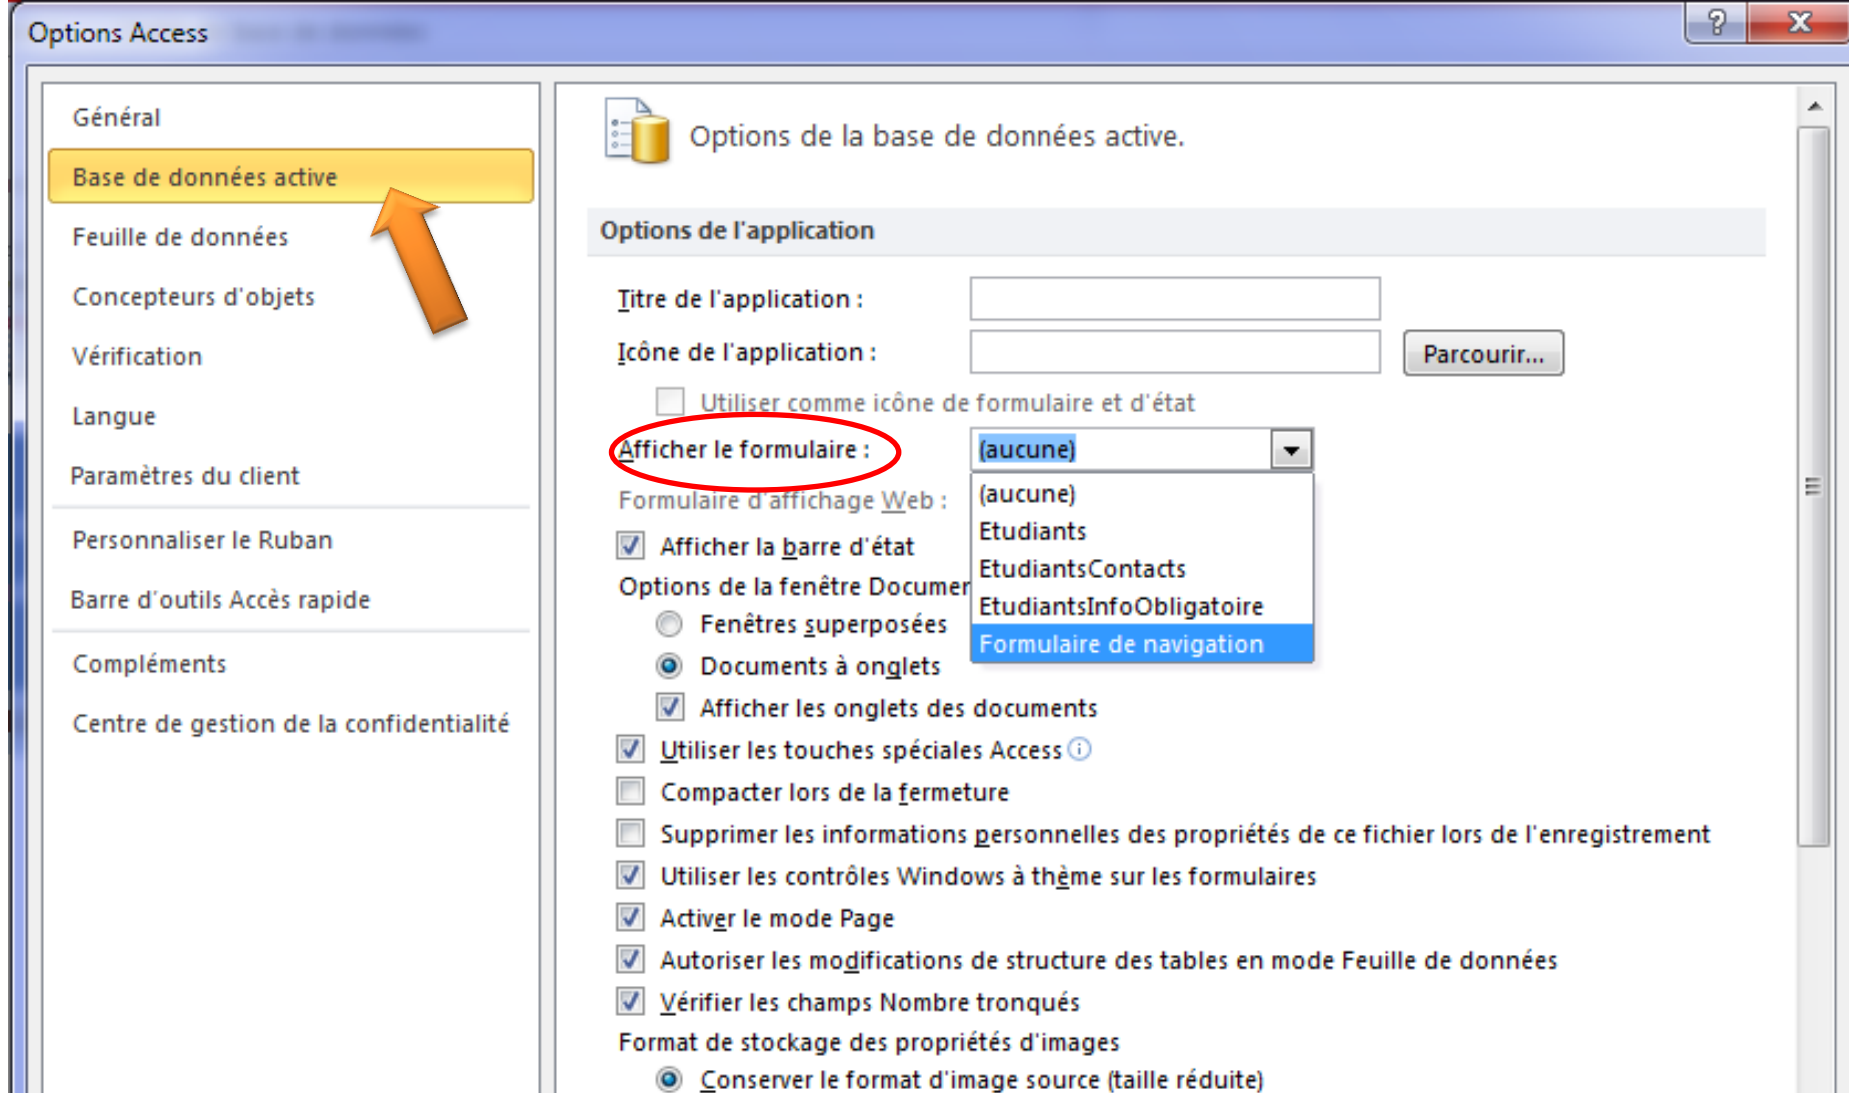 Options Access
Général
Base de données active
Feuille de données
Concepteurs d'objets
Vérification
Langue
Paramètres du client
Personnaliser le Ruban
Barre d'outils Accès rapide
Compléments
Centre de gestion de la confidentialité
Options de la base de données active.
Options de l'application
Titre de l'application :
Icône de l'application :
Parcourir...
Utiliser comme icône de formulaire et d'état
Afficher le formulaire : (aucune)
(aucune)
Etudiants
EtudiantsContacts
EtudiantsInfoObligatoire
Formulaire de navigation
Formulaire d'affichage Web :
Afficher la barre d'état
Options de la fenêtre Documen
Fenêtres superposées
Documents à onglets
Afficher les onglets des documents
Utiliser les touches spéciales Access
Compacter lors de la fermeture
Supprimer les informations personnelles des propriétés de ce fichier lors de l'enregistrement
Utiliser les contrôles Windows à thème sur les formulaires
Activer le mode Page
Autoriser les modifications de structure des tables en mode Feuille de données
Vérifier les champs Nombre tronqués
Format de stockage des propriétés d'images
Conserver le format d'image source (taille réduite)